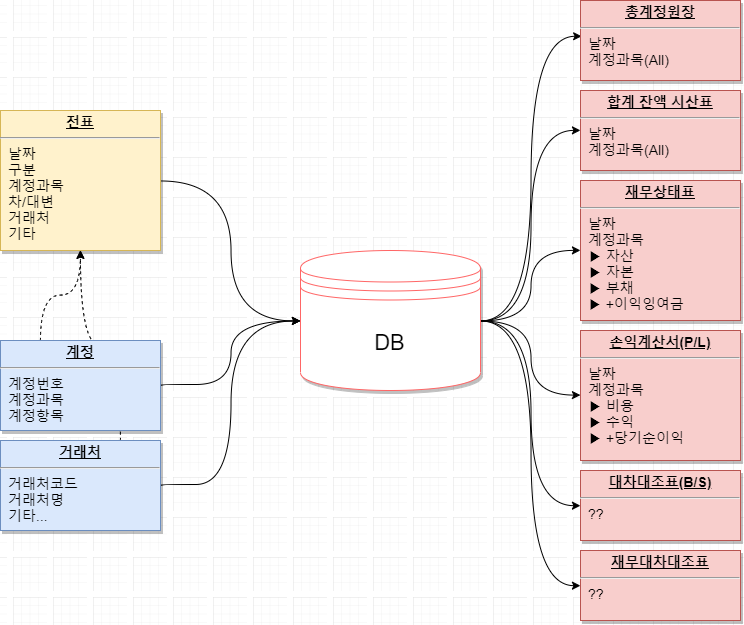 전표
날짜
구분
계정과목
차/대변
거래처
기타
계정
계정번호
계정과목
계정항목
거래처
거래처코드
거래처명
기타...
DB
총계정원장
날짜
계정과목(All)
합계 잔액 시산표
날짜
계정과목(All)
재무상태표
날짜
계정과목
▶ 자산
▶ 자본
▶ 부채
▶ +이익잉여금
손익계산서(P/L)
날짜
계정과목
▶ 비용
▶ 수익
▶ +당기순이익
대차대조표(B/S)
??
재무대차대조표
??